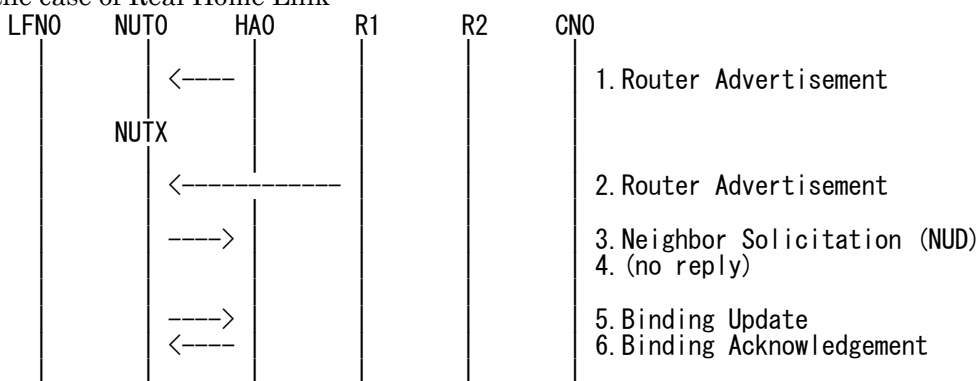 the case of Real Home Link
LFN0 NUT0 HA0 R1 R2 CN0
<---- 1.Router Advertisement
NUTX
<------------ 2.Router Advertisement
----> 3.Neighbor Solicitation (NUD)
4.(no reply)
----> 5.Binding Update
<---- 6.Binding Acknowledgement